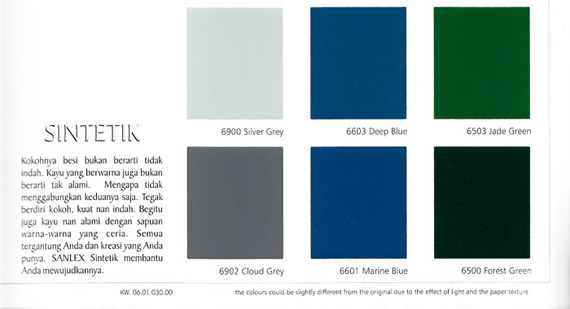 SINTETIK
Kokohnya besi bukan berarti tidak
indah. Kayu yang berwarna juga bukan
berarti tak alami. Mengapa tidak
menggabungkan keduanya saja. Tegak
berdiri kokoh, kuat nan indah. Begitu
juga kayu nan alami dengan sapuan
warna-warna yang ceria. Semua
tergantung Anda dan kreasi yang Anda
punya. SANLEX Sintetik membantu
Anda mewujudkannya.
6900 Silver Grey
6603 Deep Blue
6503 Jade Green
6902 Cloud Grey
6601 Marine Blue
6500 Forest Green
KW. 06.01.030.00
the colours could be slightly different from the original due to the effect of light and the paper texture